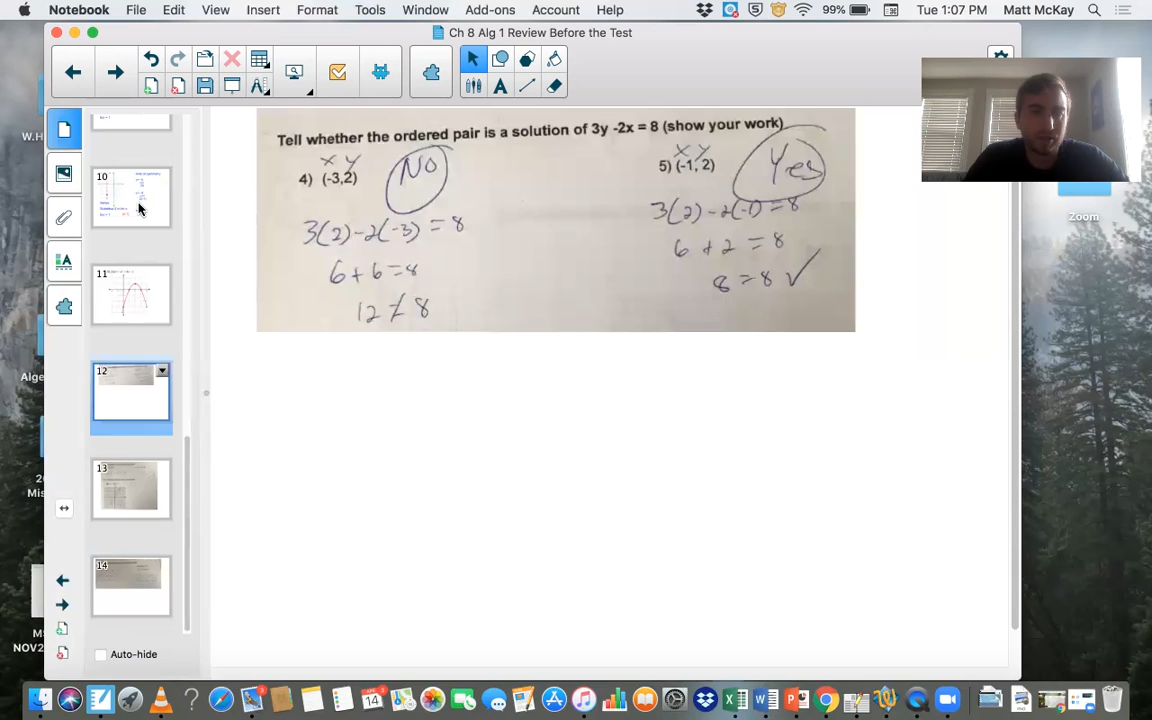 Notebook File Edit View Insert Format Tools Window Add-ons Account Help 99% Tue 1:07 PM Matt McKay
Ch 8 Alg 1 Review Before the Test
Tell whether the ordered pair is a solution of 3y -2x = 8 (show your work)
x y
4) (-3,2)
No
3(2)-2(-3) = 8
6+6=8
12 ≠ 8
x y
5) (-1, 2)
Yes
3(2)-2(-1)=8
6 + 2 = 8
8 = 8 ✓
10
11
12
13
14
Auto-hide
W.H
Alge
Mis
NOV2
Zoom